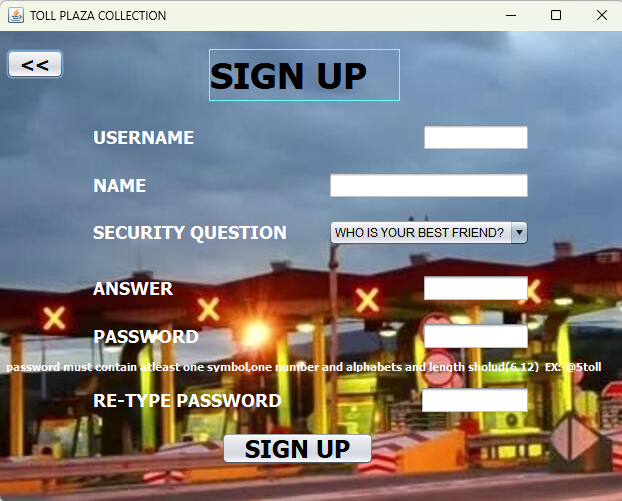 TOLL PLAZA COLLECTION
<<
SIGN UP
USERNAME
NAME
SECURITY QUESTION
WHO IS YOUR BEST FRIEND?
ANSWER
PASSWORD
password must contain atleast one symbol,one number and alphabets and length sholud(6,12) EX: @5toll
RE-TYPE PASSWORD
SIGN UP